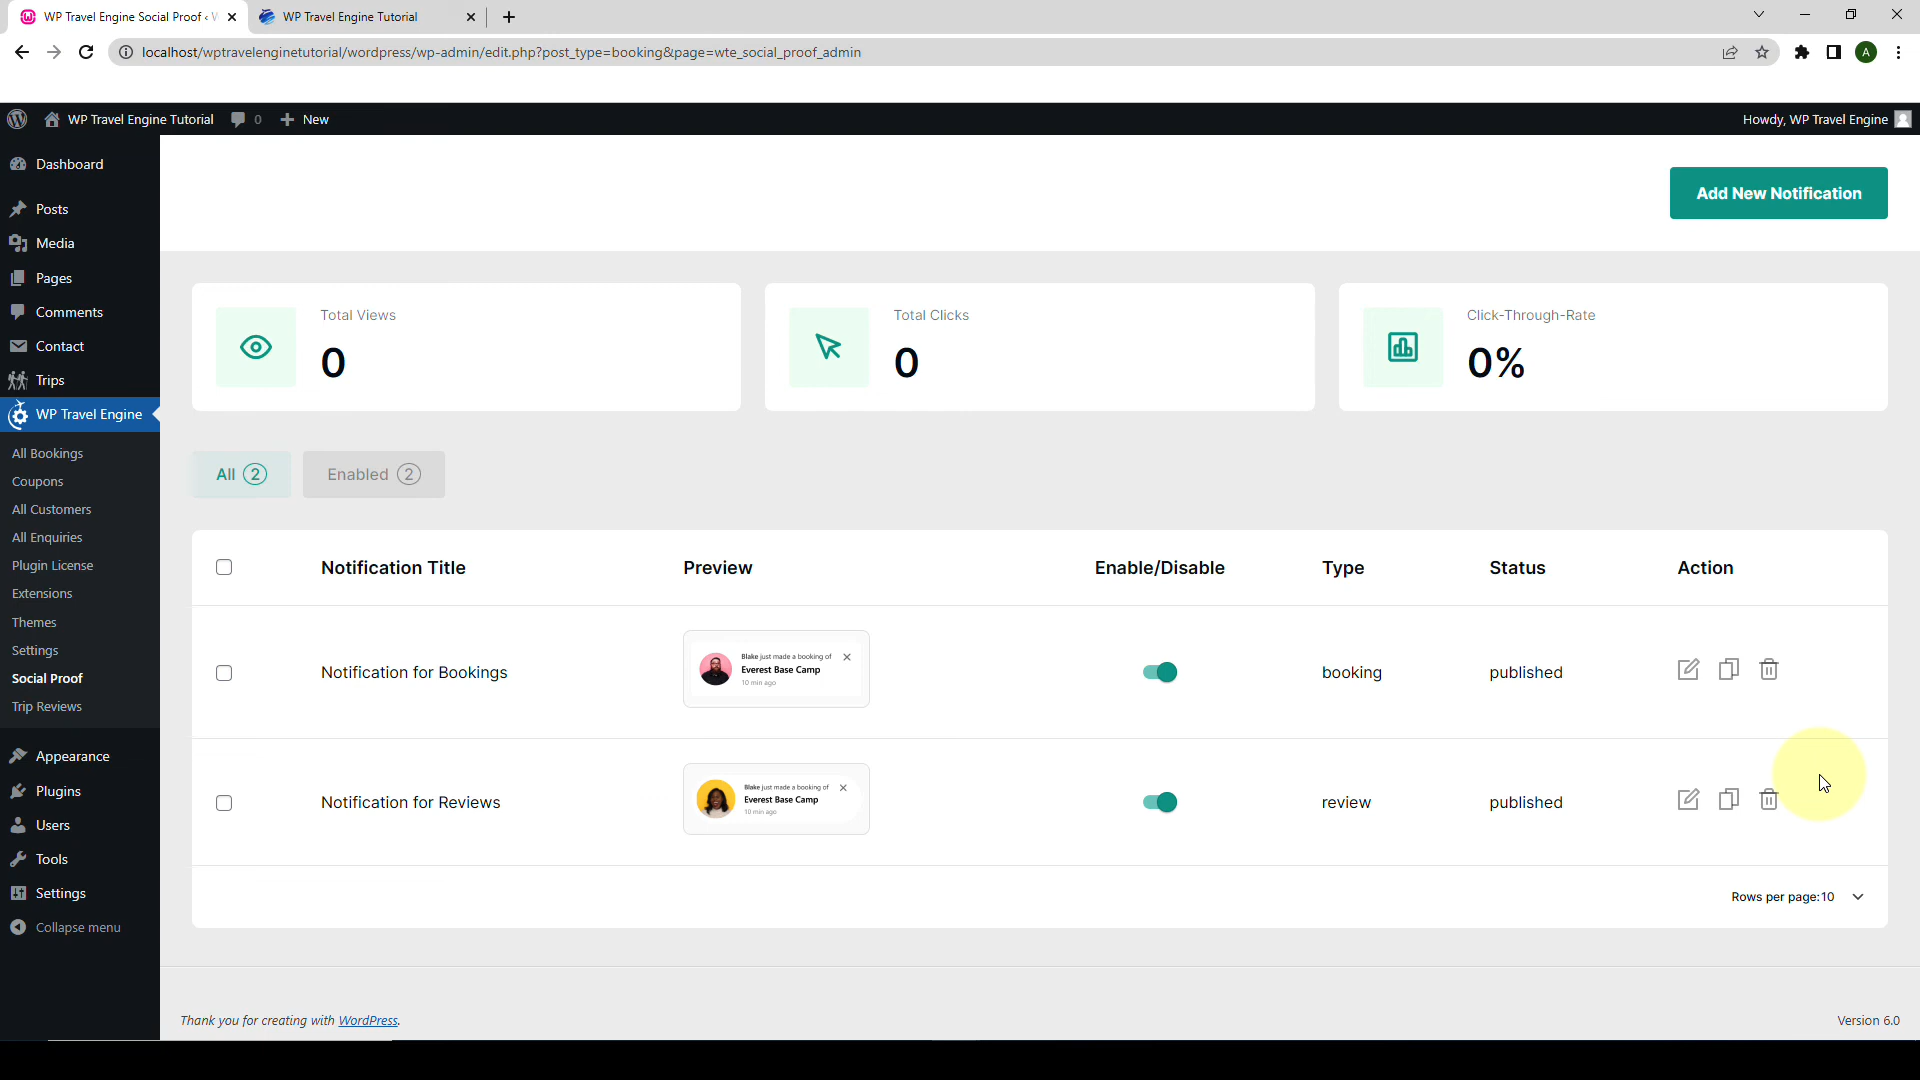 WP Travel Engine Social Proof ‹ W
WP Travel Engine Tutorial
localhost/wptravelenginetutorial/wordpress/wp-admin/edit.php?post_type=booking&page=wte_social_proof_admin
A
WP Travel Engine Tutorial
0
New
Howdy, WP Travel Engine
Dashboard
Posts
Media
Pages
Comments
Contact
Trips
WP Travel Engine
All Bookings
Coupons
All Customers
All Enquiries
Plugin License
Extensions
Themes
Settings
Social Proof
Trip Reviews
Appearance
Plugins
Users
Tools
Settings
Collapse menu
Add New Notification
Total Views
0
Total Clicks
0
Click-Through-Rate
0%
All 2
Enabled 2
Notification Title Preview Enable/Disable Type Status Action
Notification for Bookings
Blake just made a booking of
Everest Base Camp
10 min ago
booking
published
Notification for Reviews
Blake just made a booking of
Everest Base Camp
10 min ago
review
published
Rows per page:10
Thank you for creating with WordPress.
Version 6.0